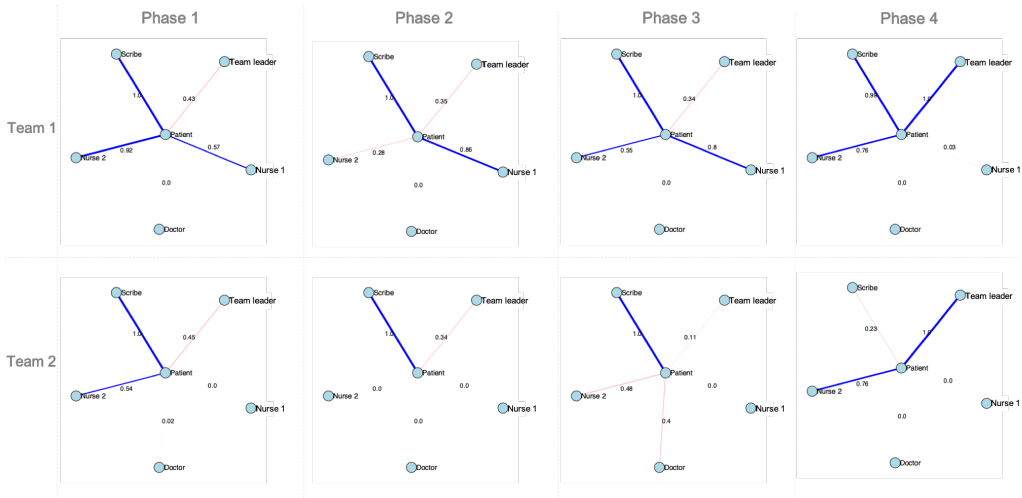 Phase 1
Phase 2
Phase 3
Phase 4
Team 1
Scribe
Team leader
1.0
0.43
Patient
0.92
0.57
Nurse 2
Nurse 1
0.0
Doctor
Scribe
Team leader
1.0
0.35
Patient
0.28
0.86
Nurse 2
Nurse 1
0.0
Doctor
Scribe
Team leader
1.0
0.34
Patient
0.55
0.8
Nurse 2
Nurse 1
0.0
Doctor
Scribe
Team leader
0.99
1.0
Patient
0.76
0.03
Nurse 2
Nurse 1
0.0
Doctor
Team 2
Scribe
Team leader
1.0
0.45
Patient
0.54
0.0
Nurse 2
Nurse 1
0.02
Doctor
Scribe
Team leader
1.0
0.34
Patient
0.0
0.0
Nurse 2
Nurse 1
0.0
Doctor
Scribe
Team leader
1.0
0.11
Patient
0.48
0.0
Nurse 2
Nurse 1
0.4
Doctor
Scribe
Team leader
0.23
1.0
Patient
0.76
0.0
Nurse 2
Nurse 1
0.0
Doctor